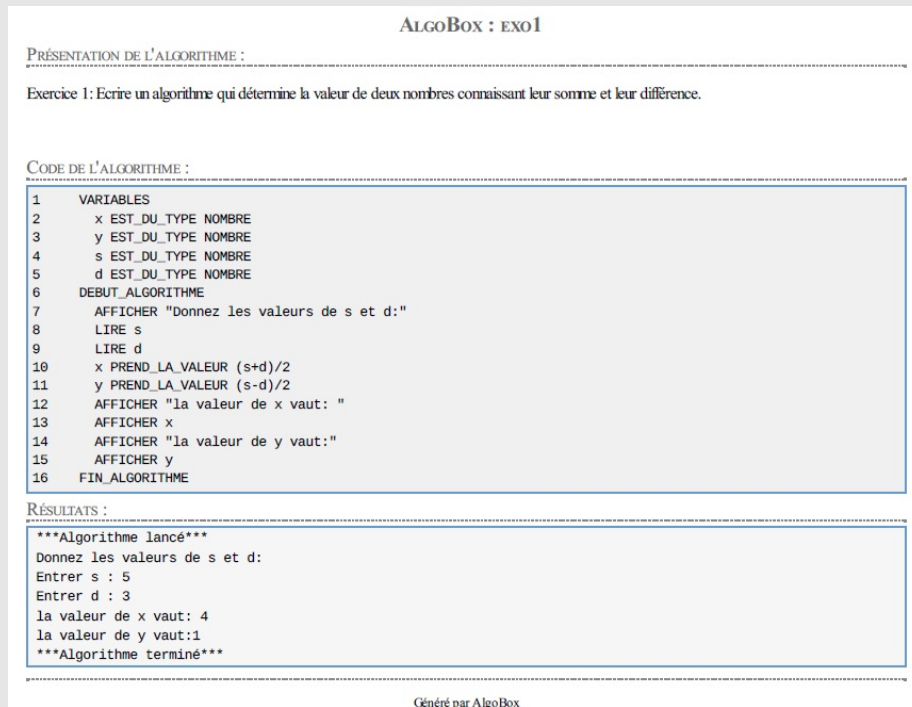 ALGOBOX : EXO1
PRÉSENTATION DE L'ALGORITHME :
Exercice 1: Ecrire un algorithme qui détermine la valeur de deux nombres connaissant leur somme et leur différence.
CODE DE L'ALGORITHME :
1 VARIABLES
2 x EST_DU_TYPE NOMBRE
3 y EST_DU_TYPE NOMBRE
4 s EST_DU_TYPE NOMBRE
5 d EST_DU_TYPE NOMBRE
6 DEBUT_ALGORITHME
7 AFFICHER "Donnez les valeurs de s et d:"
8 LIRE s
9 LIRE d
10 x PREND_LA_VALEUR (s+d)/2
11 y PREND_LA_VALEUR (s-d)/2
12 AFFICHER "la valeur de x vaut: "
13 AFFICHER x
14 AFFICHER "la valeur de y vaut:"
15 AFFICHER y
16 FIN_ALGORITHME
RÉSULTATS :
***Algorithme lancé***
Donnez les valeurs de s et d:
Entrer s : 5
Entrer d : 3
la valeur de x vaut: 4
la valeur de y vaut:1
***Algorithme terminé***
Généré par AlgoBox